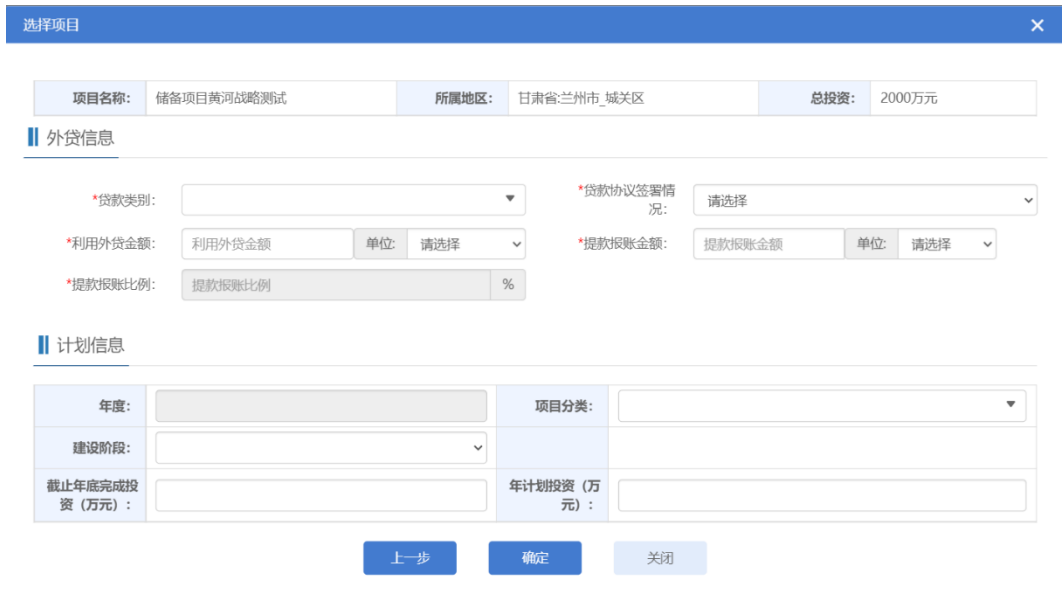 选择项目
项目名称： 储备项目黄河战略测试 所属地区： 甘肃省:兰州市_城关区 总投资： 2000万元
外贷信息
*贷款类别： *贷款协议签署情
况： 请选择
*利用外贷金额： 利用外贷金额 单位: 请选择 *提款报账金额： 提款报账金额 单位: 请选择
*提款报账比例： 提款报账比例 %
计划信息
年度： 项目分类：
建设阶段：
截止年底完成投
资（万元）： 年计划投资（万
元）：
上一步 确定 关闭